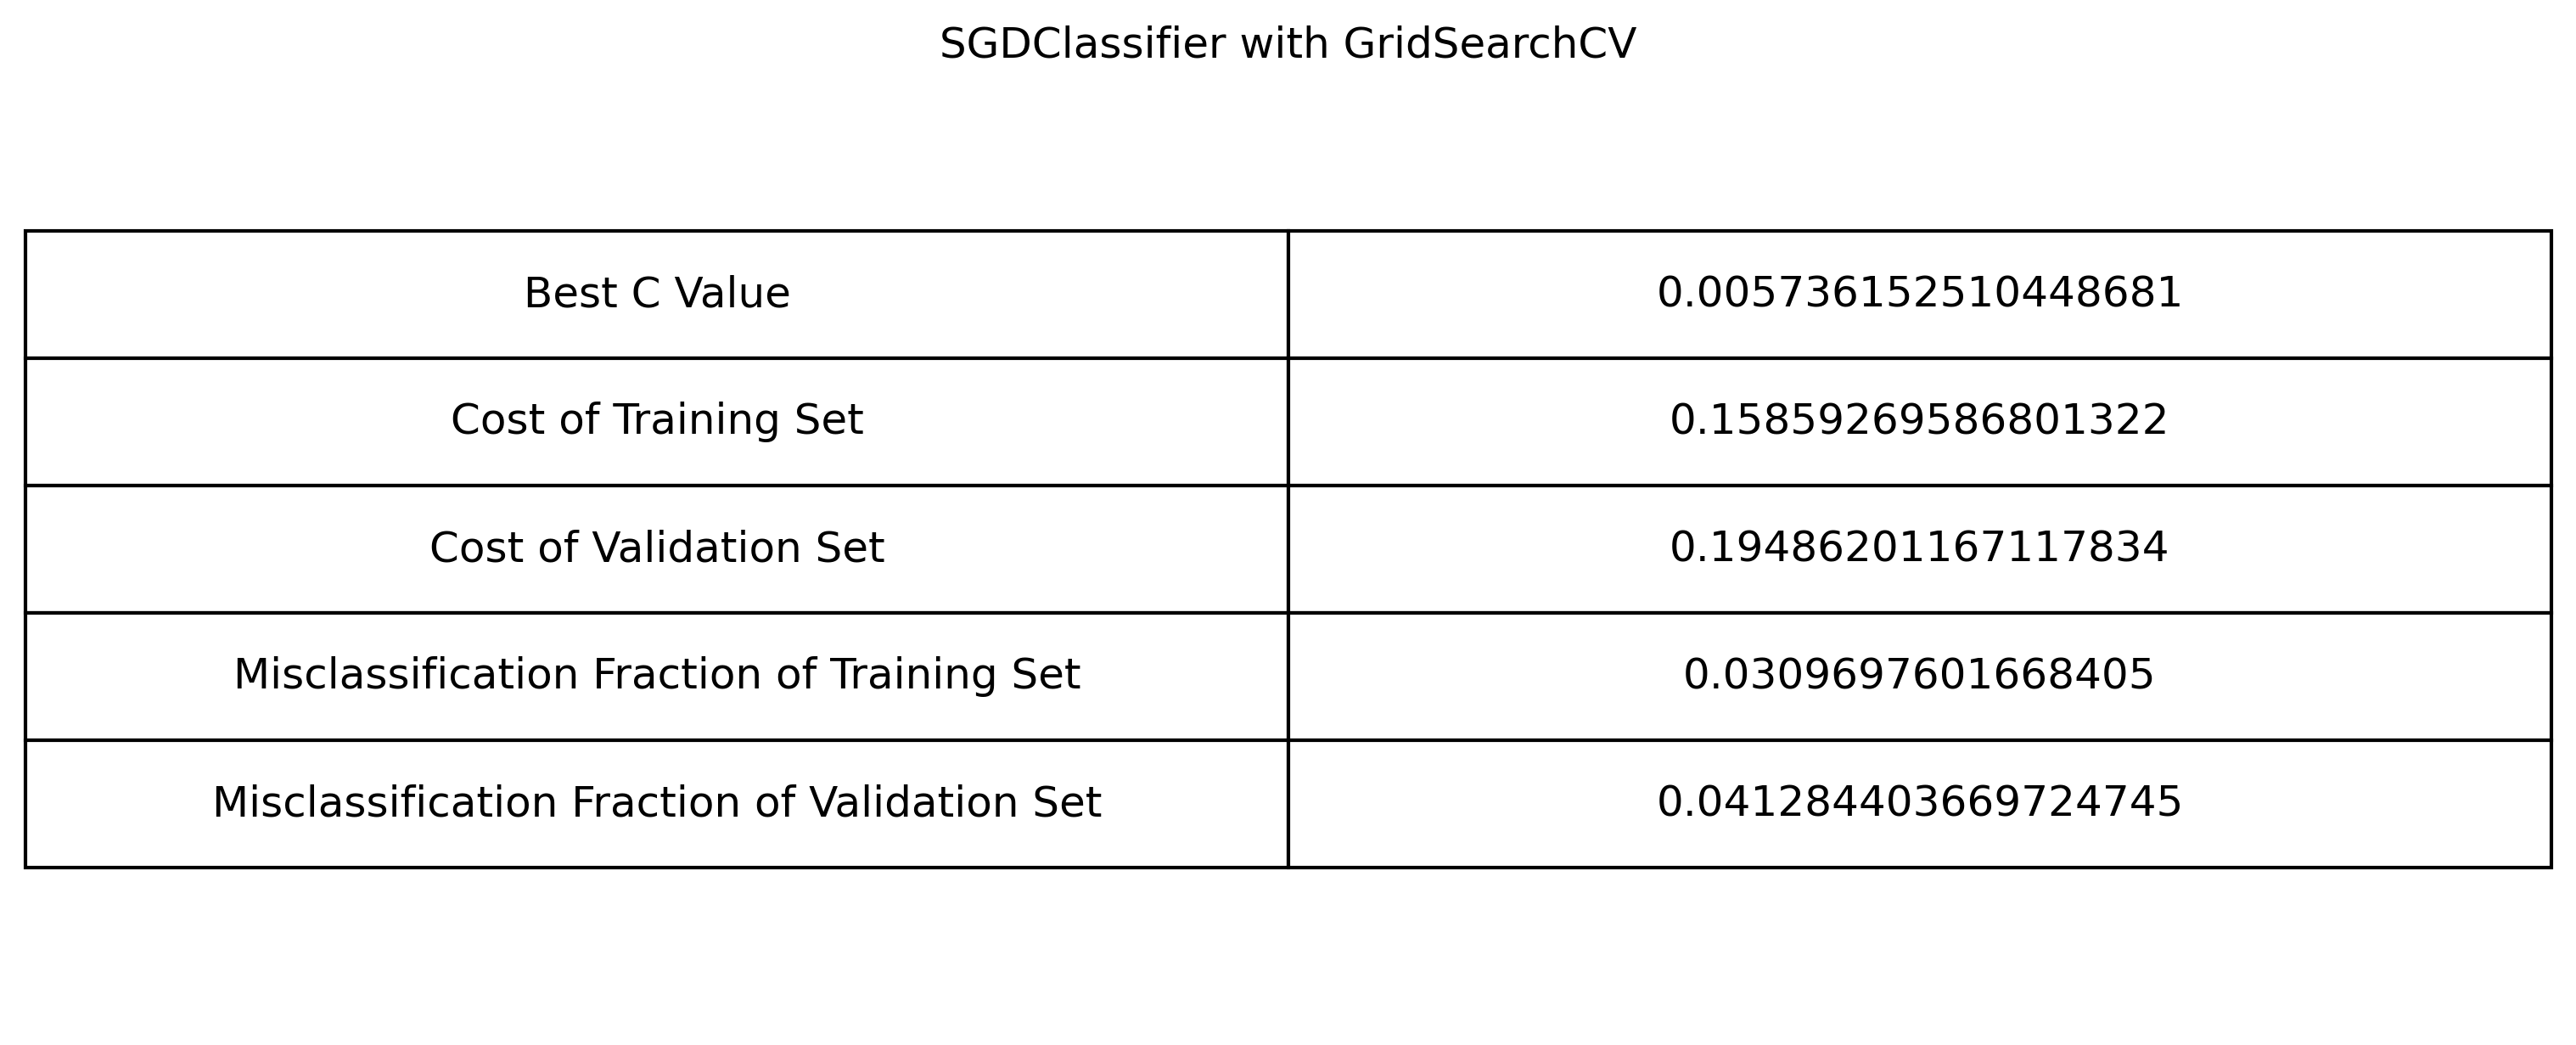 SGDClassifier with GridSearchCV
Best C Value 0.005736152510448681
Cost of Training Set 0.15859269586801322
Cost of Validation Set 0.19486201167117834
Misclassification Fraction of Training Set 0.0309697601668405
Misclassification Fraction of Validation Set 0.041284403669724745